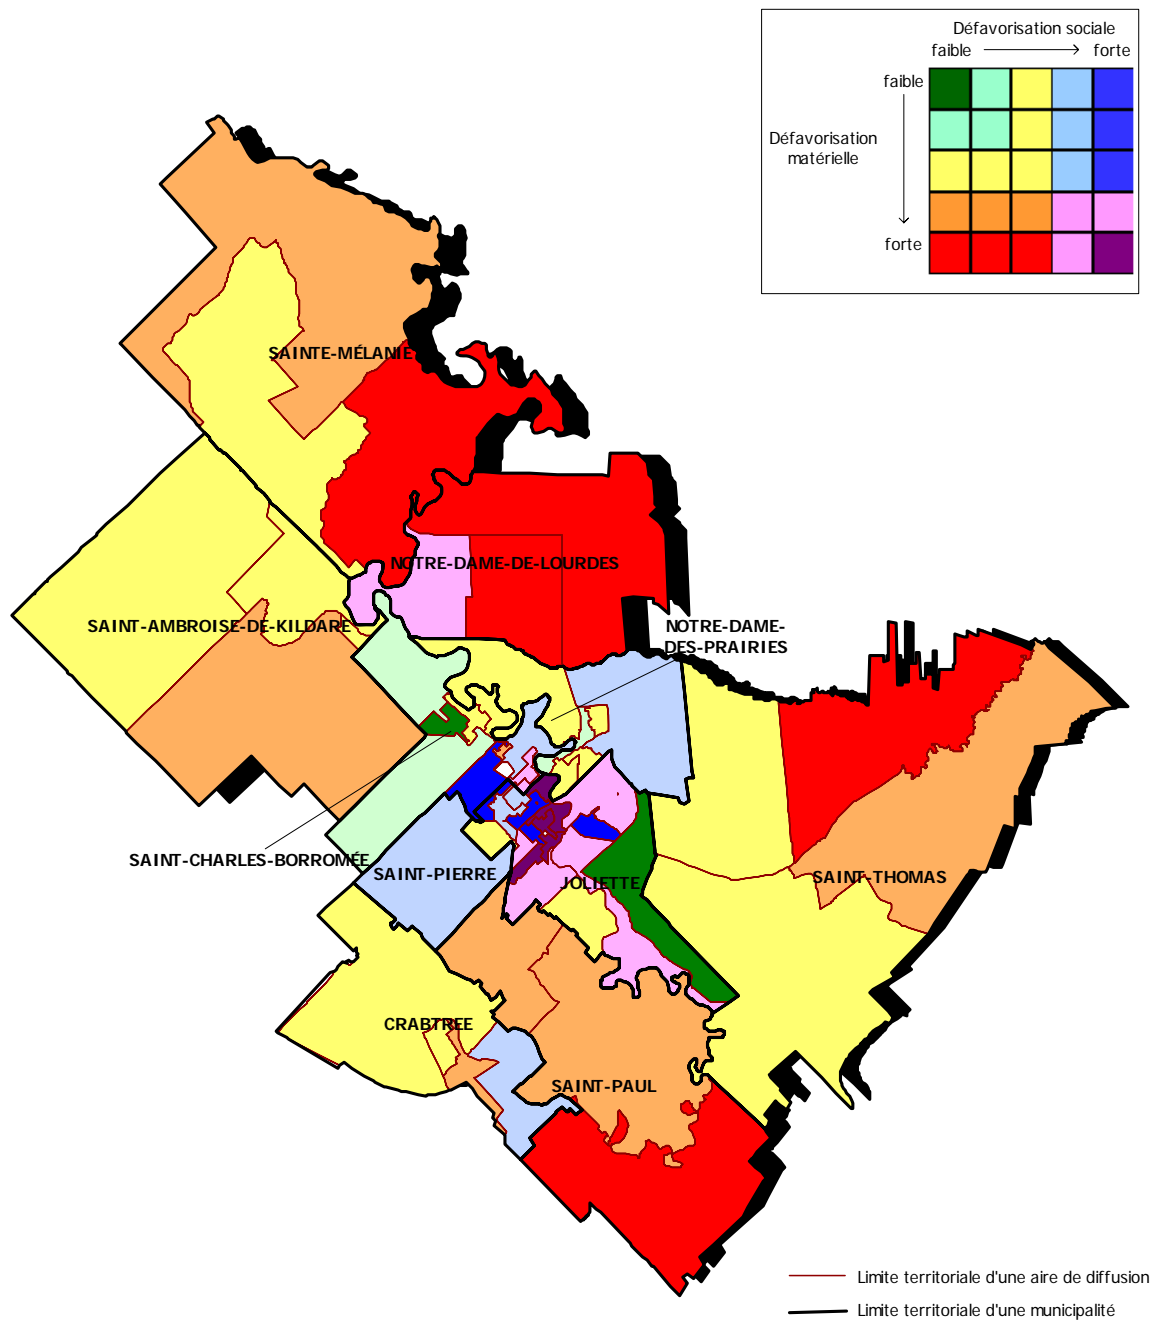 Défavorisation sociale
faible
forte
faible
Défavorisation
matérielle
forte
SAINTE-MÉLANIE
NOTRE-DAME-DE-LOURDES
SAINT-AMBROISE-DE-KILDARE
NOTRE-DAME-
DES-PRAIRIES
SAINT-CHARLES-BORROMÉE
SAINT-PIERRE
JOLIETTE
SAINT-THOMAS
CRABTREE
SAINT-PAUL
Limite territoriale d'une aire de diffusion
Limite territoriale d'une municipalité